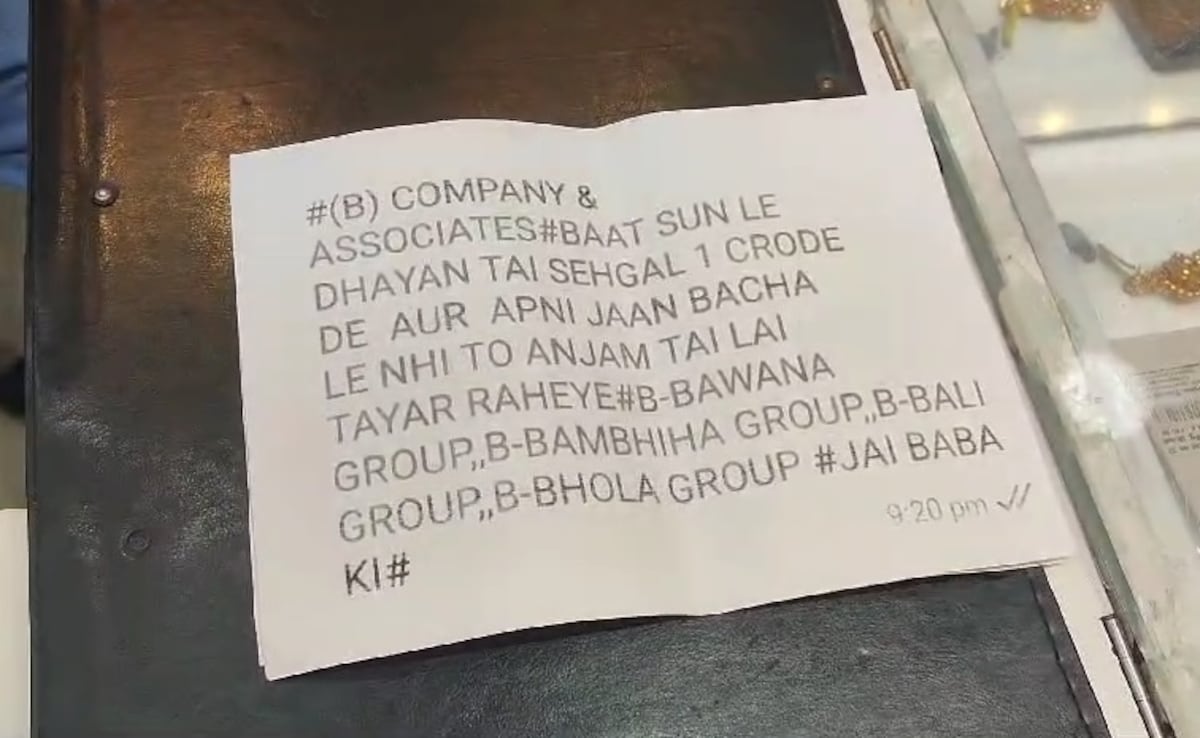 #(B) COMPANY &
ASSOCIATES#BAAT SUN LE
DHAYAN TAI SEHGAL 1 CRODE
DE AUR APNI JAAN BACHA
LE NHI TO ANJAM TAI LAI
TAYAR RAHEYE#B-BAWANA
GROUP,,B-BAMBHIHA GROUP,,B-BALI
GROUP,,B-BHOLA GROUP #JAI BABA
KI#
9:20 pm